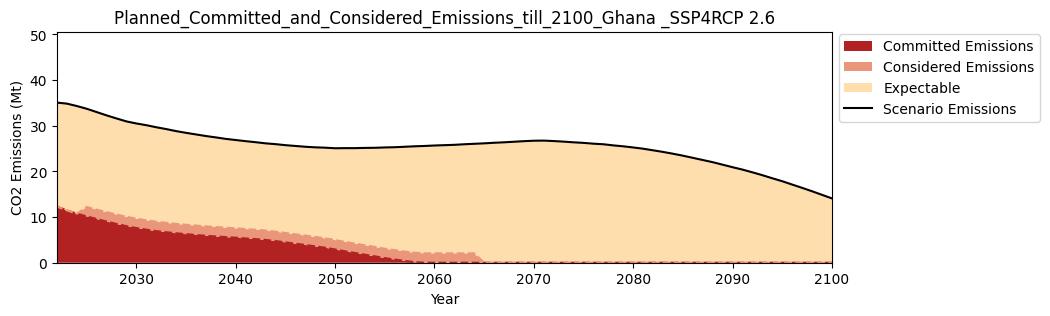 Planned_Committed_and_Considered_Emissions_till_2100_Ghana _SSP4RCP 2.6
50
40
30
20
10
0
CO2 Emissions (Mt)
2030
2040
2050
2060
2070
2080
2090
2100
Year
Committed Emissions
Considered Emissions
Expectable
Scenario Emissions